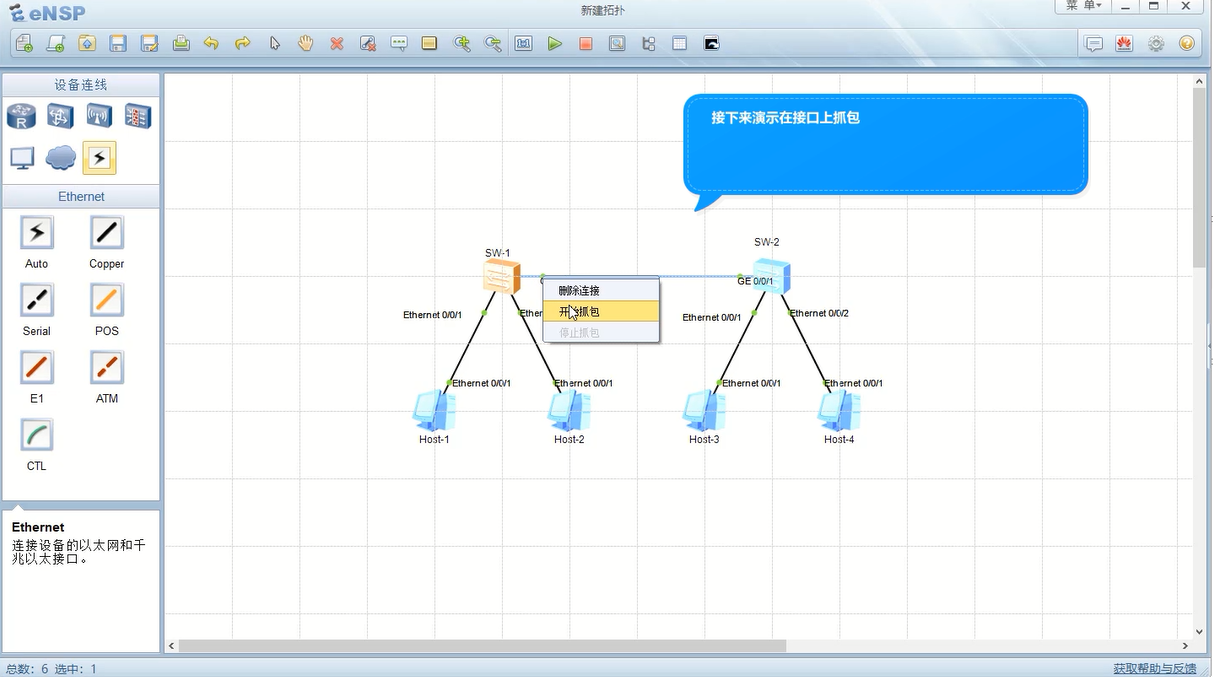 eNSP
新建拓扑
菜 单
设备连线
R
Ethernet
Auto
Copper
Serial
POS
E1
ATM
CTL
Ethernet
连接设备的以太网和千
兆以太接口。
接下来演示在接口上抓包
SW-1
SW-2
GE 0/0/1
删除连接
开始抓包
停止抓包
Ethernet 0/0/1
Ether
Ethernet 0/0/1
Ethernet 0/0/2
Ethernet 0/0/1
Ethernet 0/0/1
Ethernet 0/0/1
Ethernet 0/0/1
Host-1
Host-2
Host-3
Host-4
总数：6 选中：1
获取帮助与反馈